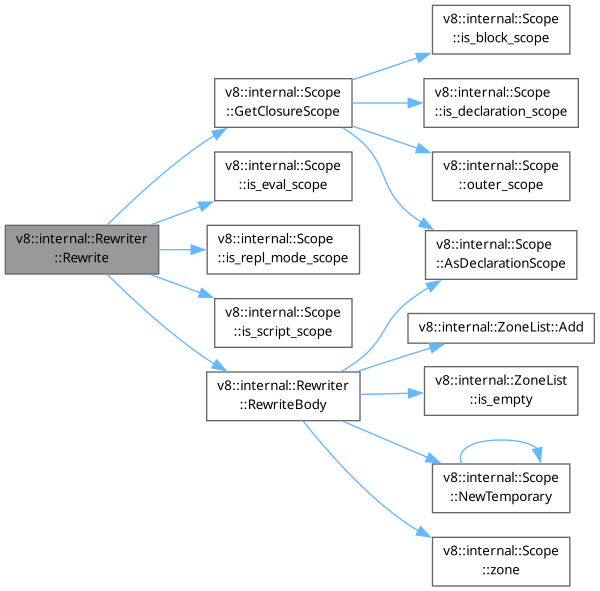 v8::internal::Rewriter
::Rewrite
v8::internal::Scope
::GetClosureScope
v8::internal::Scope
::is_block_scope
v8::internal::Scope
::is_declaration_scope
v8::internal::Scope
::outer_scope
v8::internal::Scope
::AsDeclarationScope
v8::internal::Scope
::is_eval_scope
v8::internal::Scope
::is_repl_mode_scope
v8::internal::Scope
::is_script_scope
v8::internal::Rewriter
::RewriteBody
v8::internal::ZoneList::Add
v8::internal::ZoneList
::is_empty
v8::internal::Scope
::NewTemporary
v8::internal::Scope
::zone